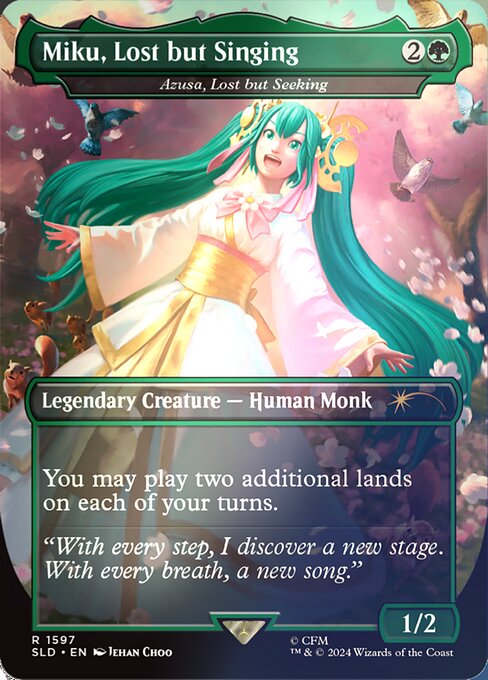 Miku, Lost but Singing 2
Azusa, Lost but Seeking
Legendary Creature — Human Monk
You may play two additional lands
on each of your turns.
“With every step, I discover a new stage.
With every breath, a new song.”
1/2
R 1597
SLD • EN Jehan Choo
© CFM
™ & © 2024 Wizards of the Coast